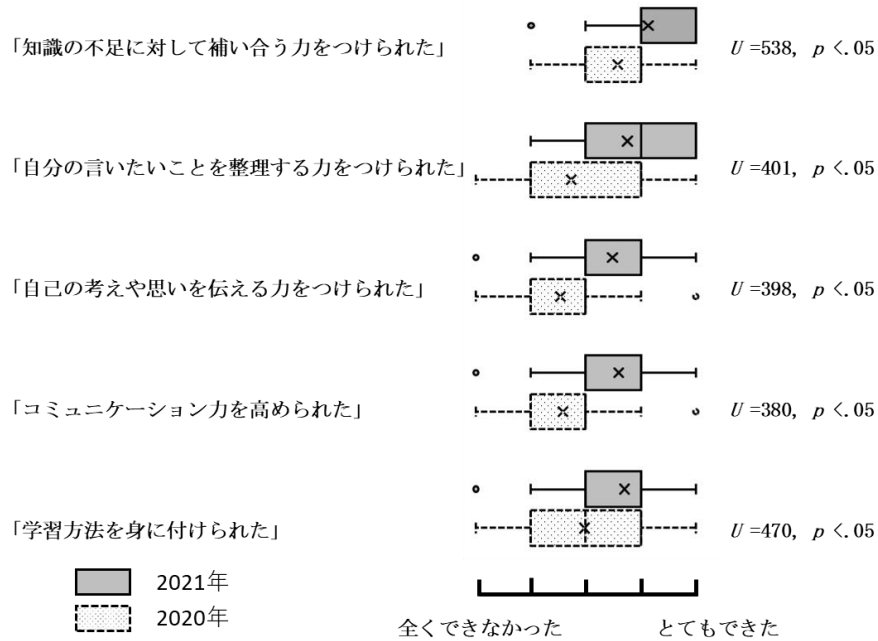 「知識の不足に対して補い合う力をつけられた」 U=538, p <.05
「自分の言いたいことを整理する力をつけられた」 U=401, p <.05
「自己の考えや思いを伝える力をつけられた」 U=398, p <.05
「コミュニケーション力を高められた」 U=380, p <.05
「学習方法を身に付けられた」 U=470, p <.05
2021年
2020年
全くできなかった とてもできた